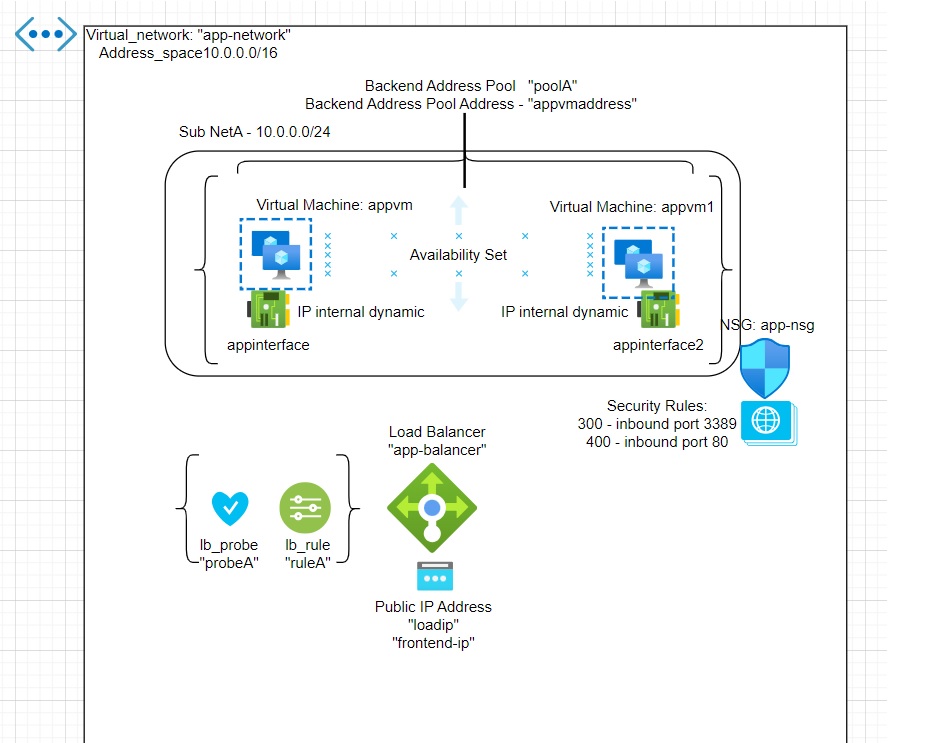 Virtual_network: "app-network"
Address_space10.0.0.0/16
Backend Address Pool "poolA"
Backend Address Pool Address - "appvmaddress"
Sub NetA - 10.0.0.0/24
Virtual Machine: appvm
Virtual Machine: appvm1
Availability Set
IP internal dynamic
IP internal dynamic
appinterface
appinterface2
NSG: app-nsg
Security Rules:
300 - inbound port 3389
400 - inbound port 80
Load Balancer
"app-balancer"
lb_probe
"probeA"
lb_rule
"ruleA"
Public IP Address
"loadip"
"frontend-ip"